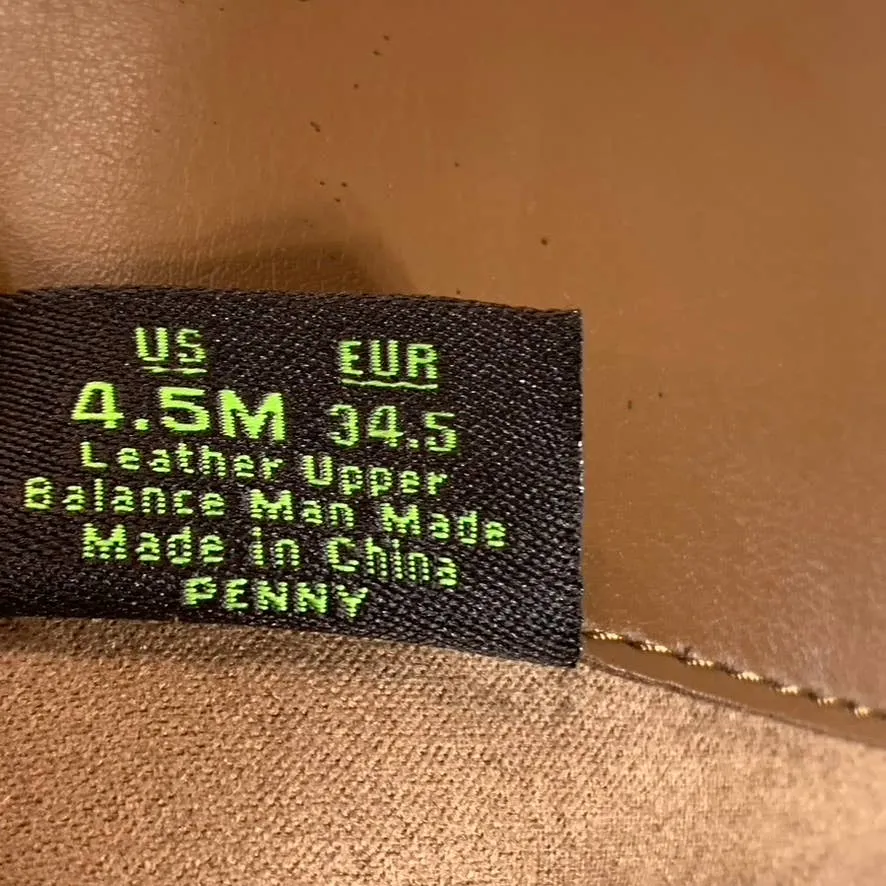 US EUR
4.5M 34.5
Leather Upper
Balance Man Made
Made in China
PENNY